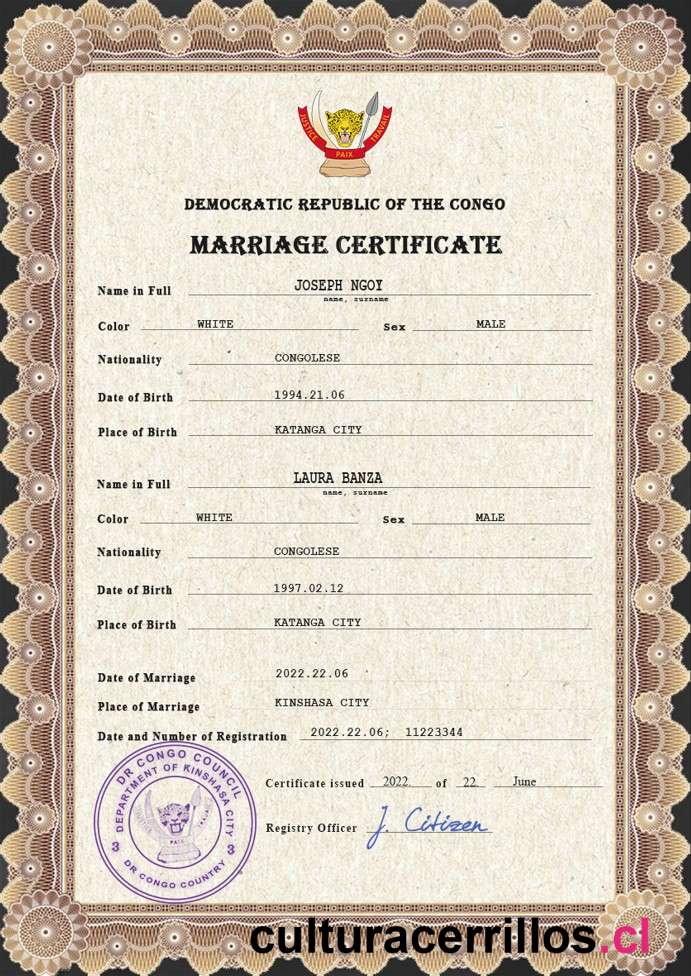 JUSTICE PAIX TRAVAIL
DEMOCRATIC REPUBLIC OF THE CONGO
MARRIAGE CERTIFICATE
Name in Full JOSEPH NGOY
name, surname
Color WHITE Sex MALE
Nationality CONGOLESE
Date of Birth 1994.21.06
Place of Birth KATANGA CITY
Name in Full LAURA BANZA
name, surname
Color WHITE Sex MALE
Nationality CONGOLESE
Date of Birth 1997.02.12
Place of Birth KATANGA CITY
Date of Marriage 2022.22.06
Place of Marriage KINSHASA CITY
Date and Number of Registration 2022.22.06; 11223344
DR CONGO COUNCIL
DEPARTMENT OF KINSHASA CITY
PAIX
3 3
DR CONGO COUNTRY
Certificate issued 2022. of 22. June
Registry Officer J. Citizen
culturacerrillos.cl